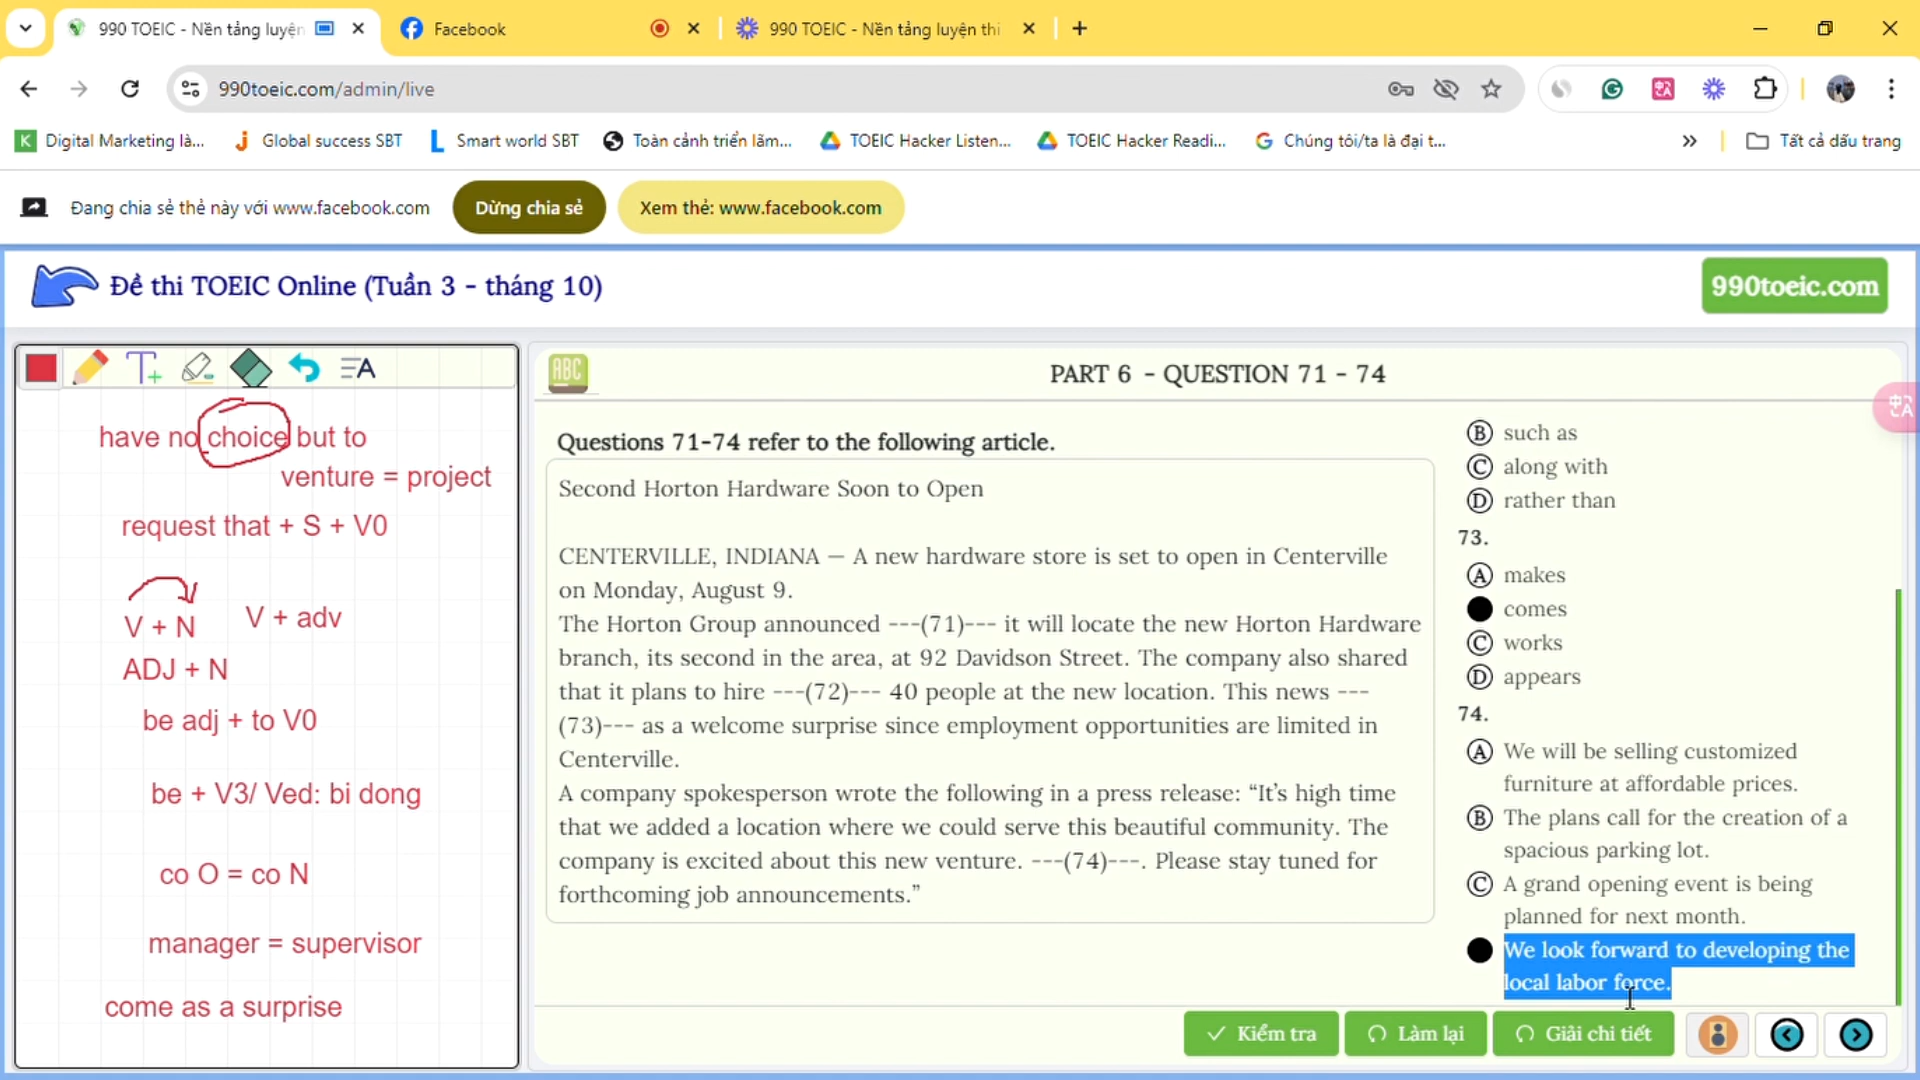 990 TOEIC - Nền tảng luyện
Facebook
990 TOEIC - Nền tảng luyện thi
990toeic.com/admin/live
Digital Marketing là...
Global success SBT
Smart world SBT
Toàn cảnh triển lãm...
TOEIC Hacker Listen...
TOEIC Hacker Readi...
Chúng tôi/ta là đại t...
Tất cả dấu trang
Đang chia sẻ thẻ này với www.facebook.com
Dừng chia sẻ
Xem thẻ: www.facebook.com
Đề thi TOEIC Online (Tuần 3 - tháng 10)
990toeic.com
have no choice but to
venture = project
request that + S + V0
V + N
V + adv
ADJ + N
be adj + to V0
be + V3/ Ved: bi dong
co O = co N
manager = supervisor
come as a surprise
ABC
PART 6 - QUESTION 71 - 74
Questions 71-74 refer to the following article.
Second Horton Hardware Soon to Open
CENTERVILLE, INDIANA — A new hardware store is set to open in Centerville
on Monday, August 9.
The Horton Group announced ---(71)--- it will locate the new Horton Hardware
branch, its second in the area, at 92 Davidson Street. The company also shared
that it plans to hire ---(72)--- 40 people at the new location. This news ---
(73)--- as a welcome surprise since employment opportunities are limited in
Centerville.
A company spokesperson wrote the following in a press release: “It’s high time
that we added a location where we could serve this beautiful community. The
company is excited about this new venture. ---(74)---. Please stay tuned for
forthcoming job announcements.”
B such as
C along with
D rather than
73.
A makes
comes
C works
D appears
74.
A We will be selling customized
furniture at affordable prices.
B The plans call for the creation of a
spacious parking lot.
C A grand opening event is being
planned for next month.
We look forward to developing the
local labor force.
Kiểm tra
Làm lại
Giải chi tiết